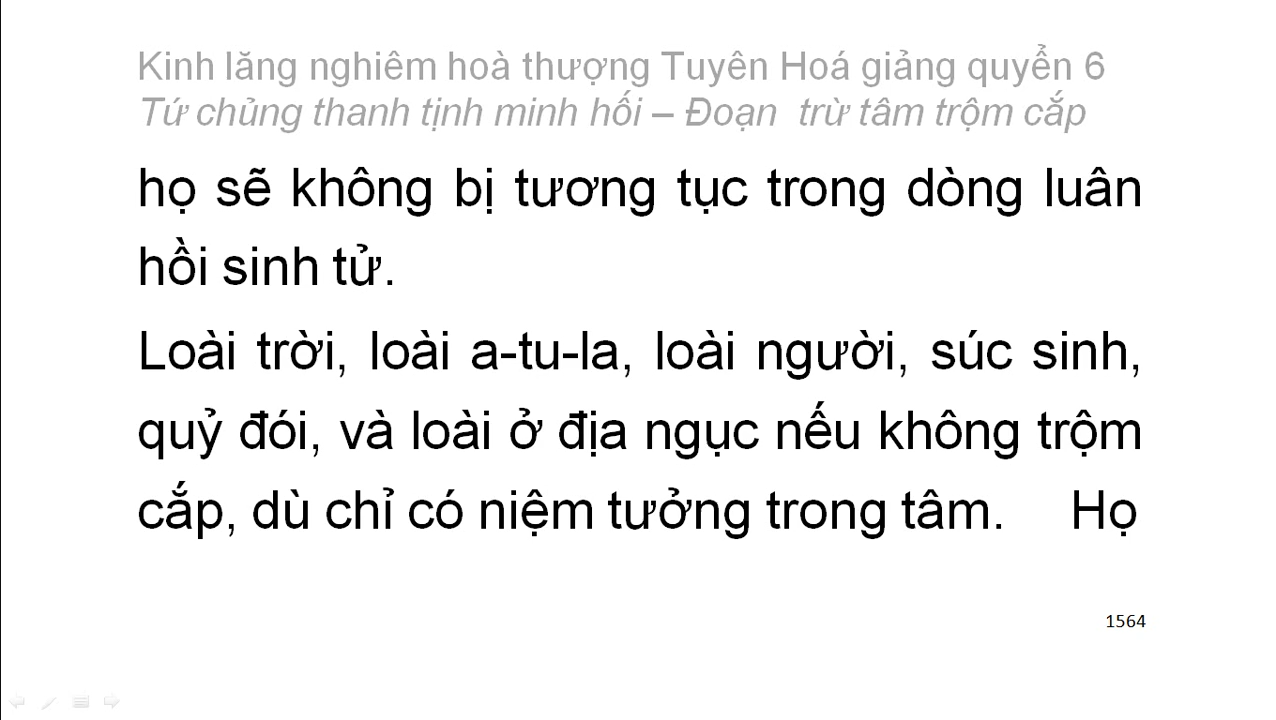 Kinh lăng nghiêm hoà thượng Tuyên Hoá giảng quyển 6
Tứ chủng thanh tịnh minh hối – Đoạn  trừ tâm trộm cắp
họ sẽ không bị tương tục trong dòng luân
hồi sinh tử.
Loài trời, loài a-tu-la, loài người, súc sinh,
quỷ đói, và loài ở địa ngục nếu không trộm
cắp, dù chỉ có niệm tưởng trong tâm.    Họ
1564